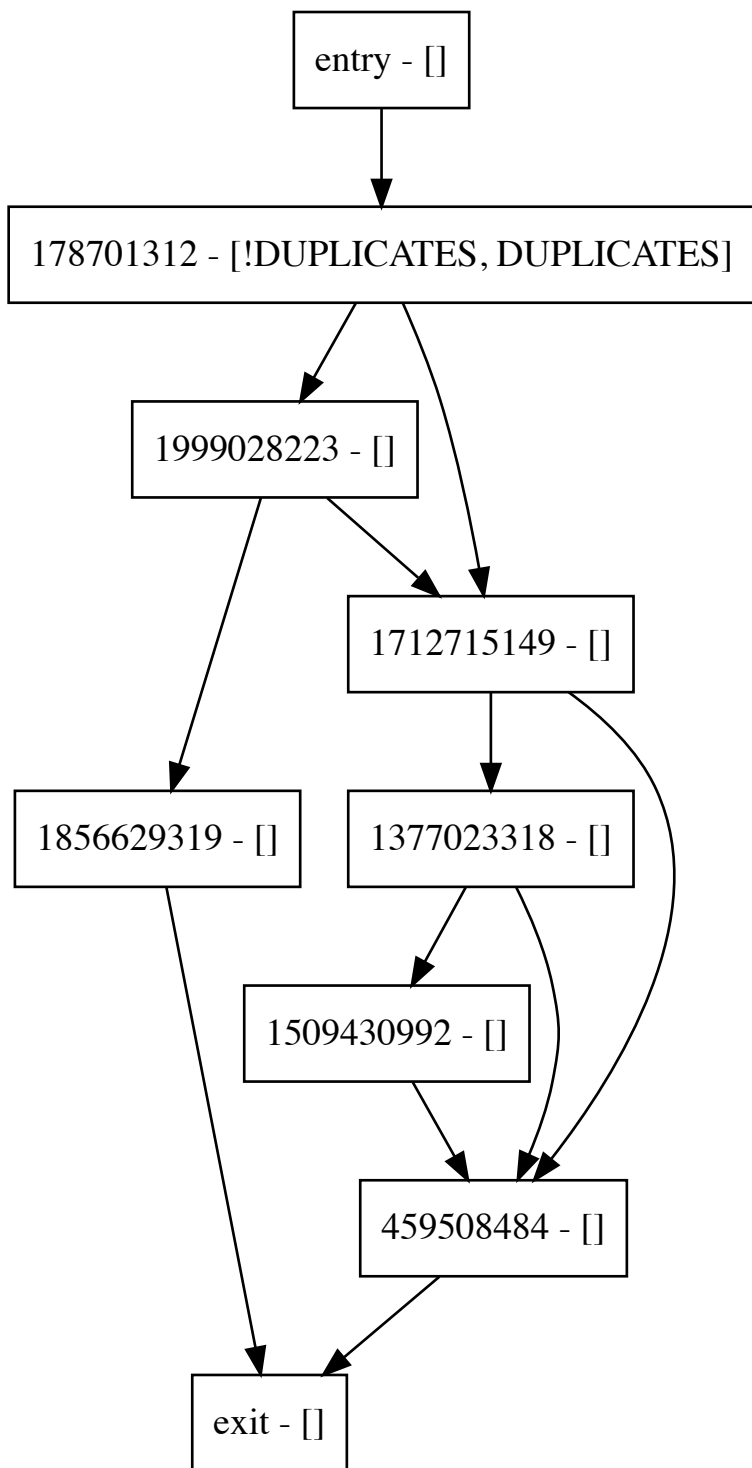 entry - []
178701312 - [!DUPLICATES, DUPLICATES]
1999028223 - []
1712715149 - []
1856629319 - []
1377023318 - []
1509430992 - []
459508484 - []
exit - []